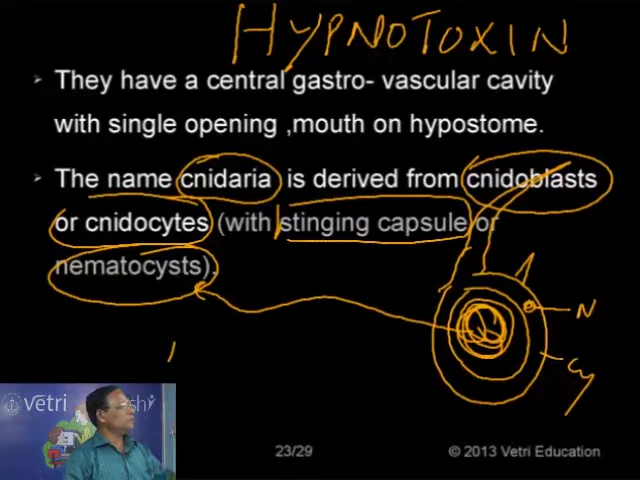 HYPNOTOXIN
They have a central gastro- vascular cavity
with single opening ,mouth on hypostome.
The name cnidaria is derived from cnidoblasts
or cnidocytes (with stinging capsule or
nematocysts).
N
Cy
Vetri
23/29
© 2013 Vetri Education